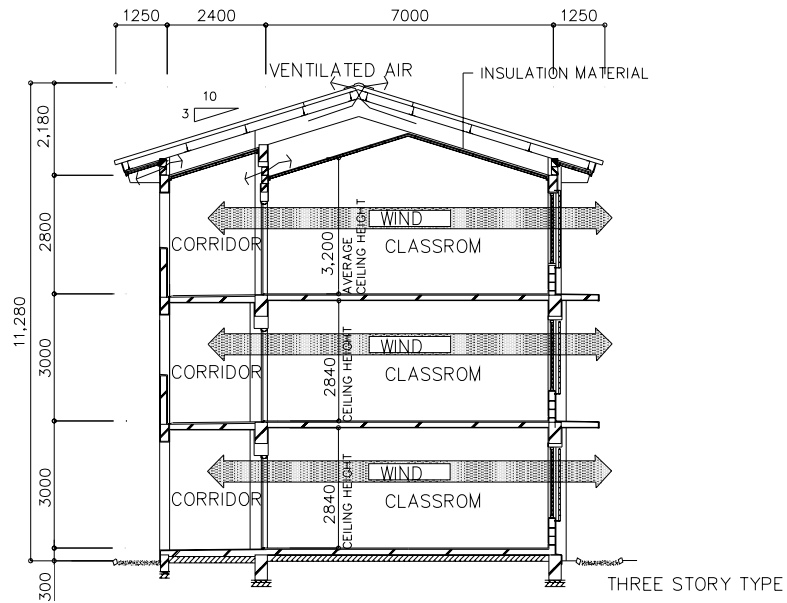 1250 2400 7000 1250
VENTILATED AIR
INSULATION MATERIAL
10
3
2,180
2800
3000
3000
300
11,280
WIND
CORRIDOR
CLASSROM
3,200
AVERAGE
CEILING HEIGHT
WIND
CORRIDOR
CLASSROM
2840
CEILING HEIGHT
WIND
CORRIDOR
CLASSROM
2840
CEILING HEIGHT
THREE STORY TYPE